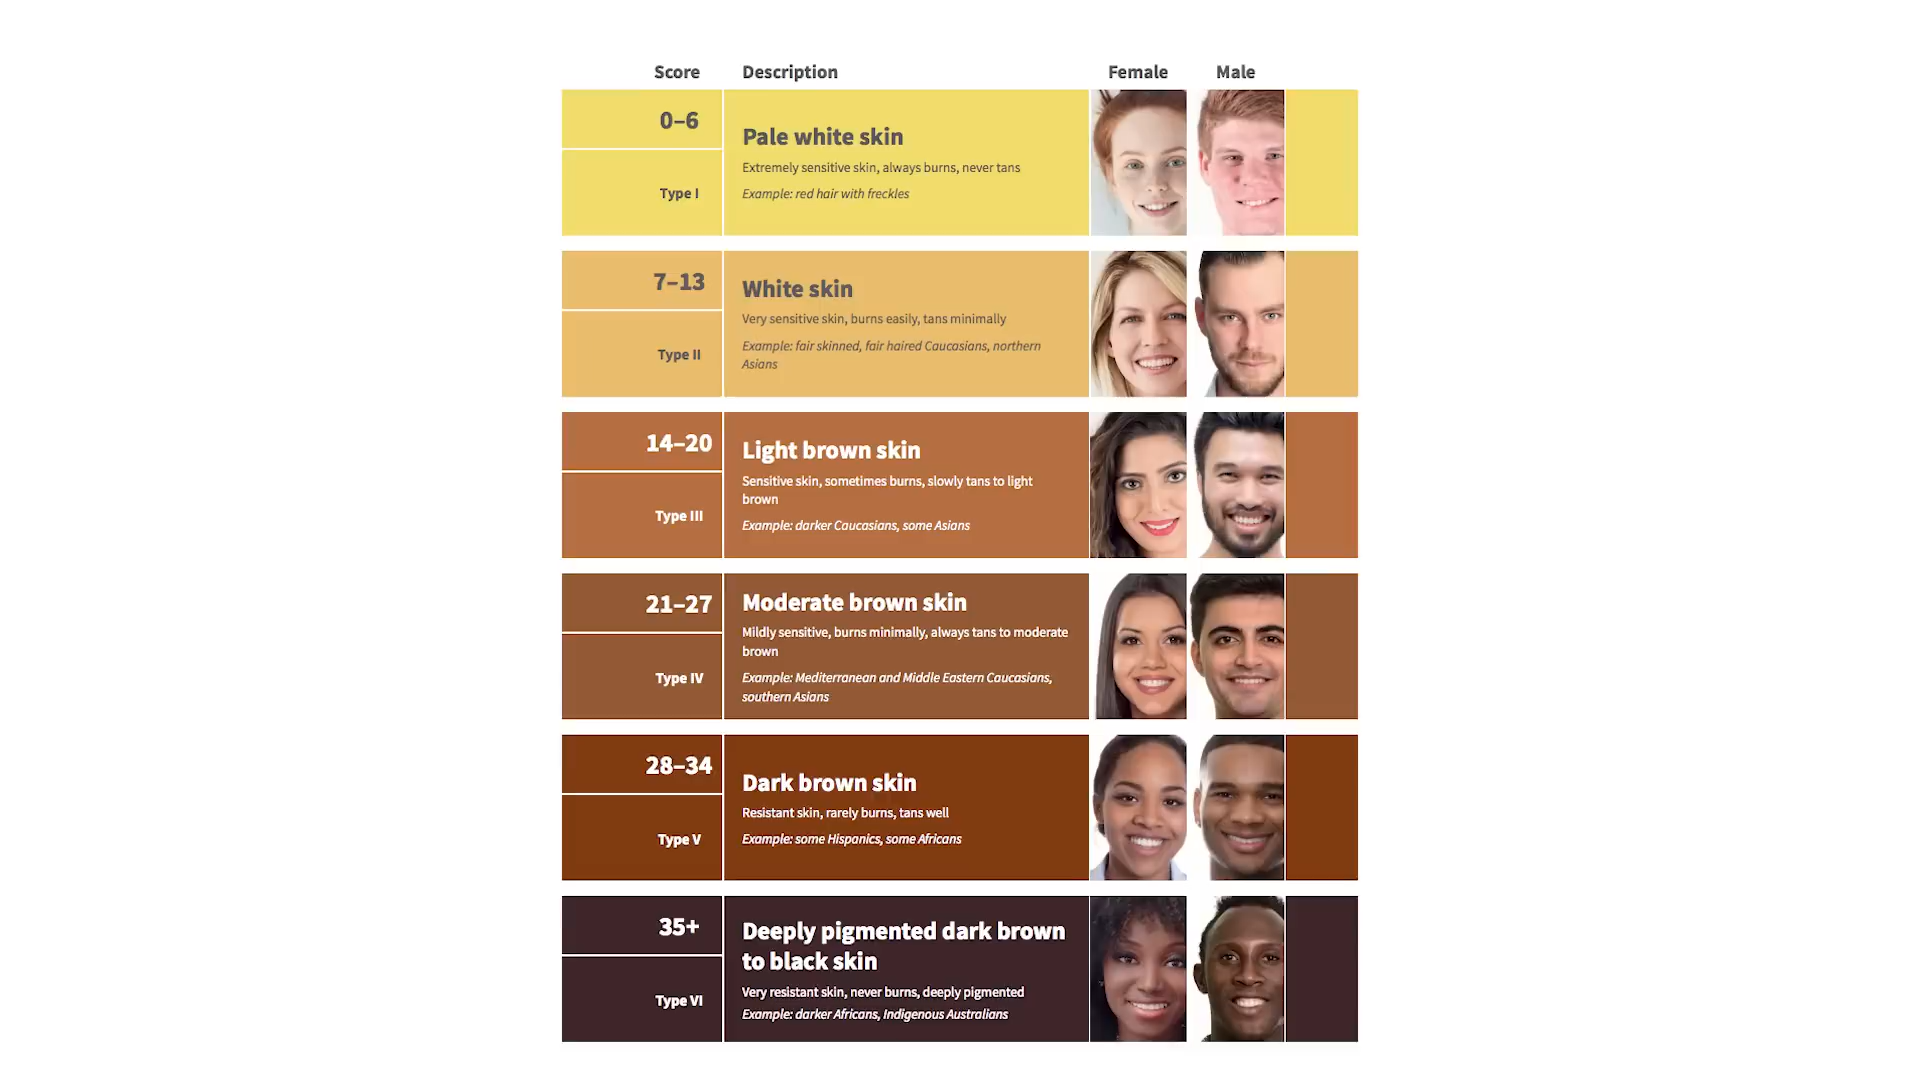 Score Description Female Male
0–6
Pale white skin
Extremely sensitive skin, always burns, never tans
Type I
Example: red hair with freckles
7–13
White skin
Very sensitive skin, burns easily, tans minimally
Type II
Example: fair skinned, fair haired Caucasians, northern
Asians
14–20
Light brown skin
Sensitive skin, sometimes burns, slowly tans to light
brown
Type III
Example: darker Caucasians, some Asians
21–27
Moderate brown skin
Mildly sensitive, burns minimally, always tans to moderate
brown
Type IV
Example: Mediterranean and Middle Eastern Caucasians,
southern Asians
28–34
Dark brown skin
Resistant skin, rarely burns, tans well
Type V
Example: some Hispanics, some Africans
35+
Deeply pigmented dark brown
to black skin
Very resistant skin, never burns, deeply pigmented
Type VI
Example: darker Africans, Indigenous Australians